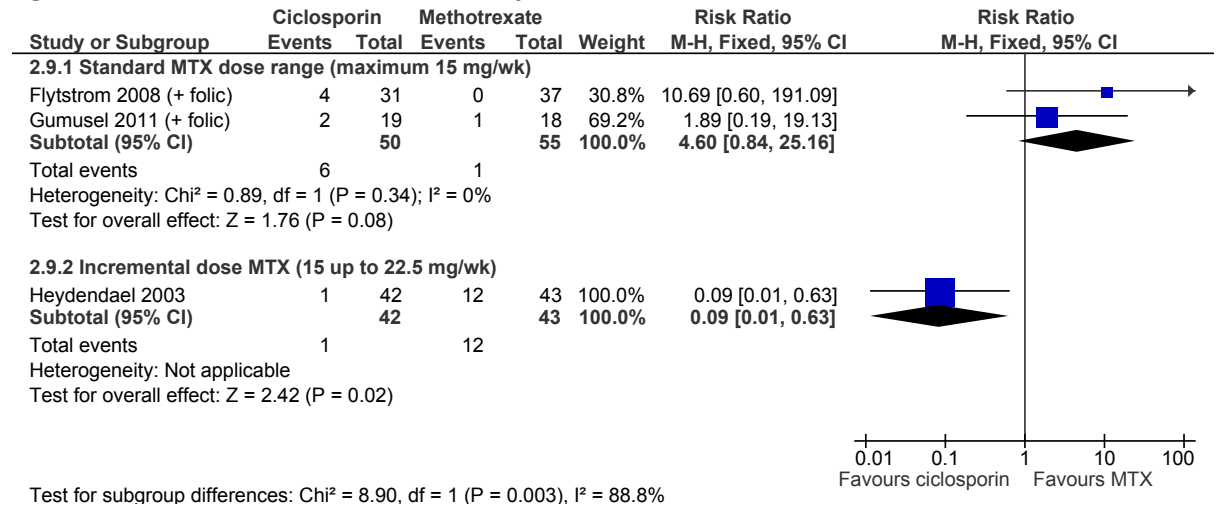 Ciclosporin Methotrexate Risk Ratio Risk Ratio
Study or Subgroup Events Total Events Total Weight M-H, Fixed, 95% CI M-H, Fixed, 95% CI
2.9.1 Standard MTX dose range (maximum 15 mg/wk)
Flytstrom 2008 (+ folic) 4 31 0 37 30.8% 10.69 [0.60, 191.09]
Gumusel 2011 (+ folic) 2 19 1 18 69.2% 1.89 [0.19, 19.13]
Subtotal (95% CI) 50 55 100.0% 4.60 [0.84, 25.16]
Total events 6 1
Heterogeneity: Chi² = 0.89, df = 1 (P = 0.34); I² = 0%
Test for overall effect: Z = 1.76 (P = 0.08)
2.9.2 Incremental dose MTX (15 up to 22.5 mg/wk)
Heydendael 2003 1 42 12 43 100.0% 0.09 [0.01, 0.63]
Subtotal (95% CI) 42 43 100.0% 0.09 [0.01, 0.63]
Total events 1 12
Heterogeneity: Not applicable
Test for overall effect: Z = 2.42 (P = 0.02)
0.01 0.1 1 10 100
Favours ciclosporin Favours MTX
Test for subgroup differences: Chi² = 8.90, df = 1 (P = 0.003), I² = 88.8%